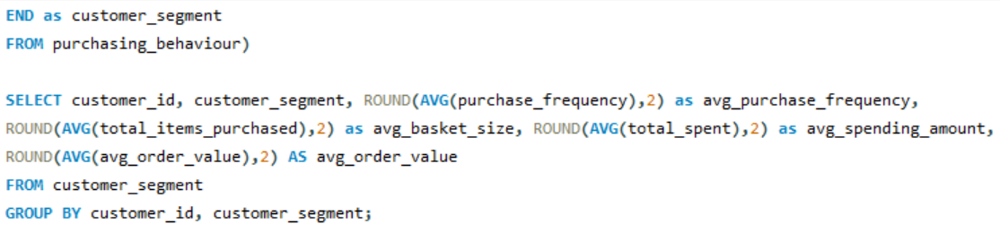 END as customer_segment
FROM purchasing_behaviour)
SELECT customer_id, customer_segment, ROUND(AVG(purchase_frequency),2) as avg_purchase_frequency,
ROUND(AVG(total_items_purchased),2) as avg_basket_size, ROUND(AVG(total_spent),2) as avg_spending_amount,
ROUND(AVG(avg_order_value),2) AS avg_order_value
FROM customer_segment
GROUP BY customer_id, customer_segment;